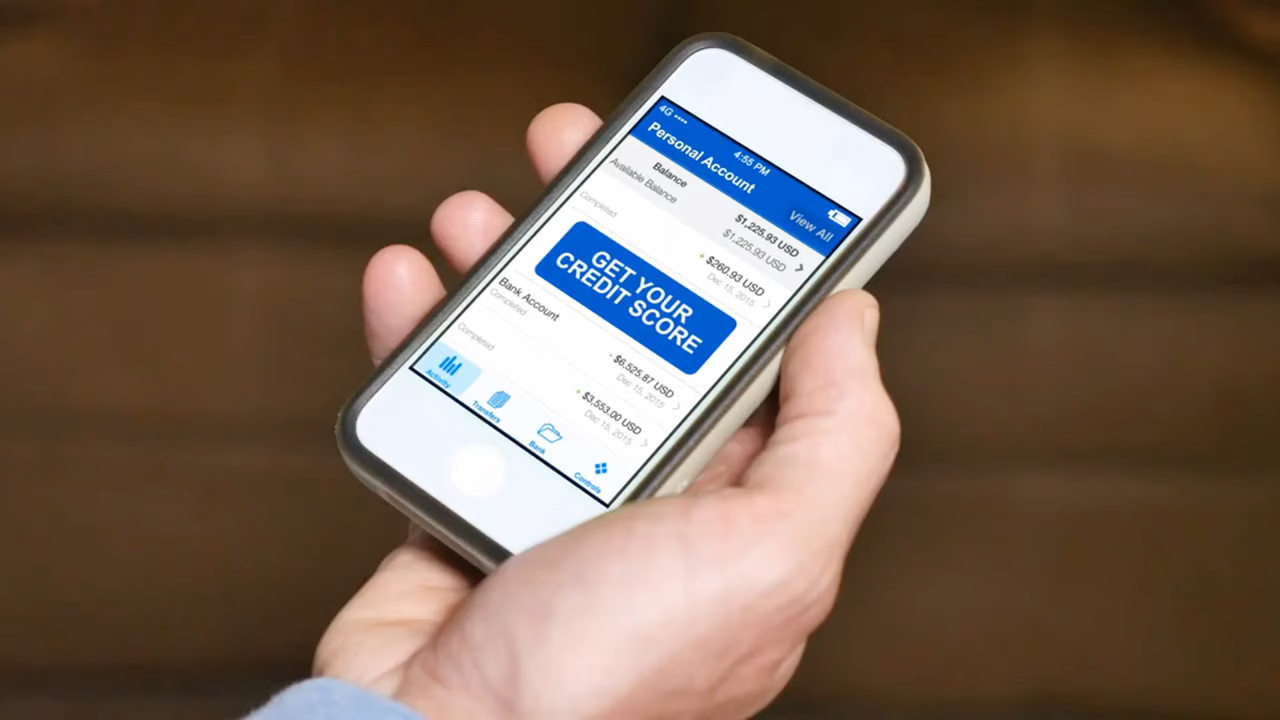 4G
4:55 PM
Personal Account
View All
Balance
$1,225.93 USD
Available Balance
$1,225.93 USD
Completed
+ $260.93 USD
Dec 15, 2015
GET YOUR
CREDIT SCORE
Bank Account
Completed
- $6,525.87 USD
Dec 15, 2015
Completed
+ $3,553.00 USD
Dec 15, 2015
Activity
Transfers
Bank
Controls